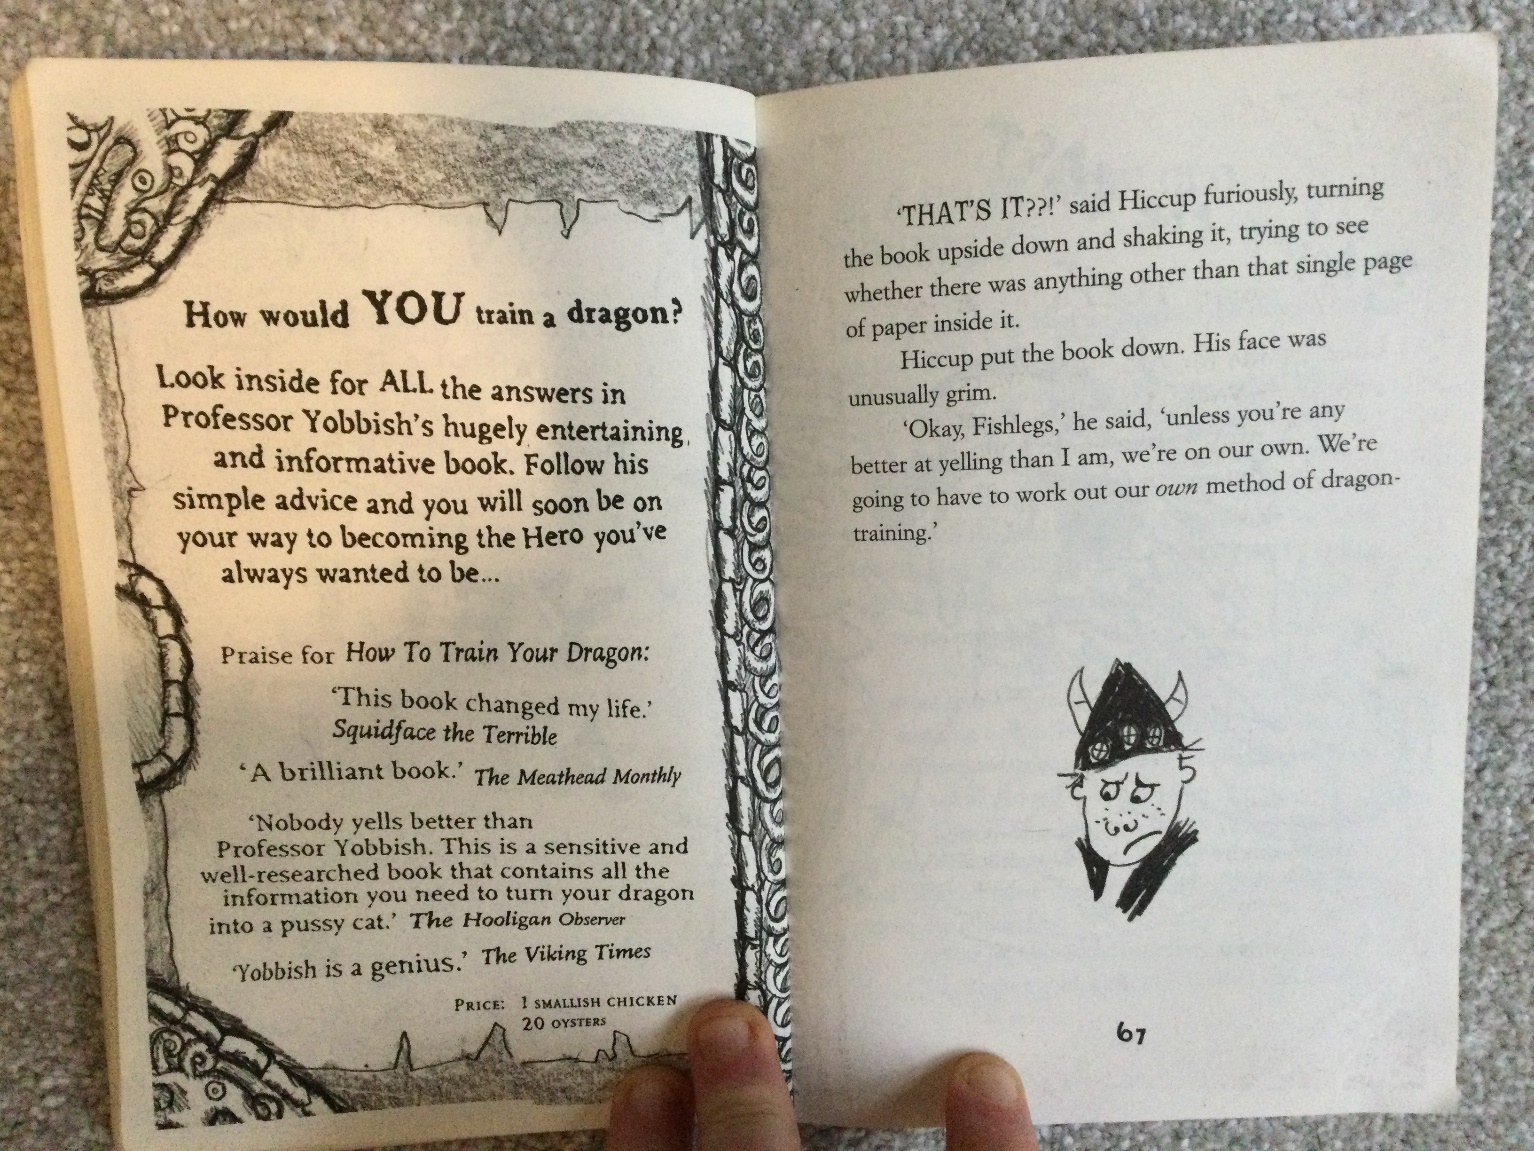 How would YOU train a dragon?
Look inside for ALL the answers in
Professor Yobbish's hugely entertaining,
and informative book. Follow his
simple advice and you will soon be on
your way to becoming the Hero you've
always wanted to be...
Praise for How To Train Your Dragon:
'This book changed my life.'
Squidface the Terrible
'A brilliant book.' The Meathead Monthly
'Nobody yells better than
Professor Yobbish. This is a sensitive and
well-researched book that contains all the
information you need to turn your dragon
into a pussy cat.' The Hooligan Observer
'Yobbish is a genius.' The Viking Times
PRICE: 1 SMALLISH CHICKEN
20 OYSTERS
'THAT'S IT??!' said Hiccup furiously, turning
the book upside down and shaking it, trying to see
whether there was anything other than that single page
of paper inside it.
Hiccup put the book down. His face was
unusually grim.
'Okay, Fishlegs,' he said, 'unless you're any
better at yelling than I am, we're on our own. We're
going to have to work out our own method of dragon-
training.'
67